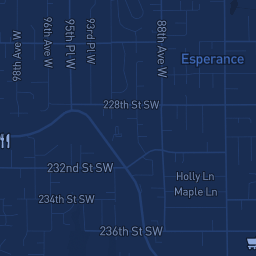 98th Ave W
96th Ave W
95th Pl W
93rd Pl W
88th Ave W
Esperance
228th St SW
232nd St SW
Holly Ln
Maple Ln
234th St SW
236th St SW